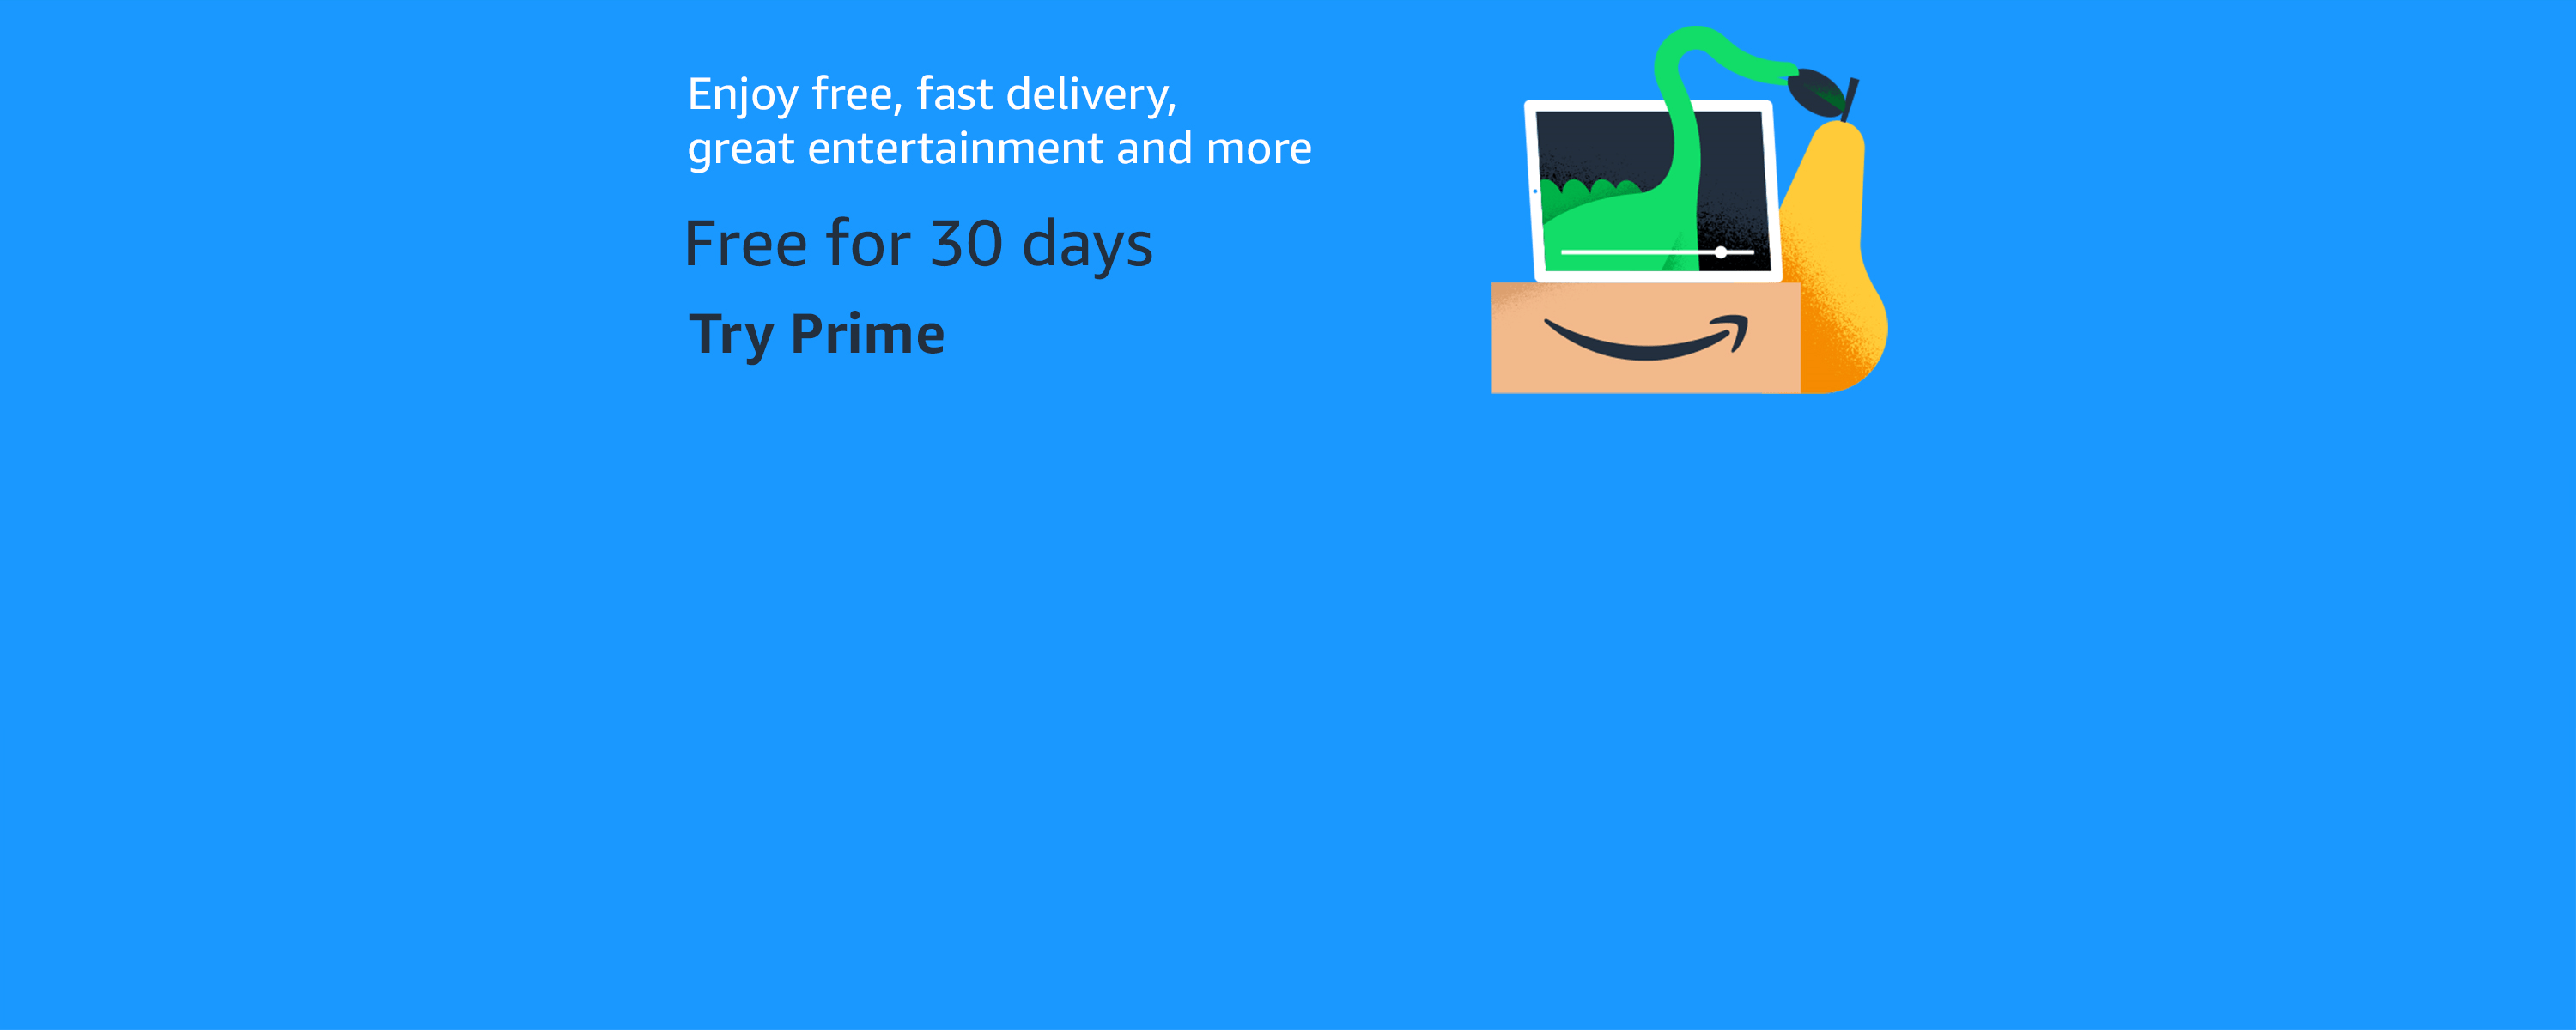 Enjoy free, fast delivery,
great entertainment and more
Free for 30 days
Try Prime